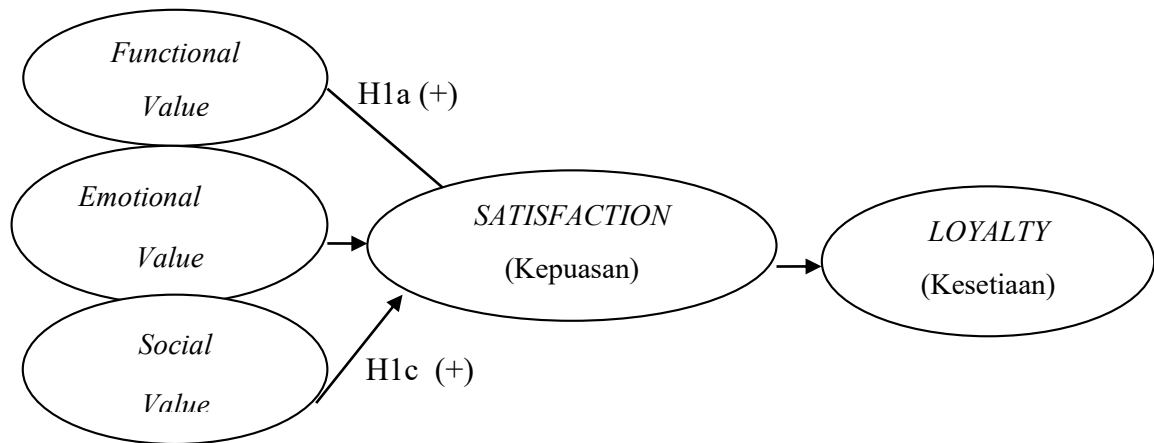 Functional
Value
H1a (+)
Emotional
Value
SATISFACTION
(Kepuasan)
LOYALTY
(Kesetiaan)
Social
Value
H1c (+)